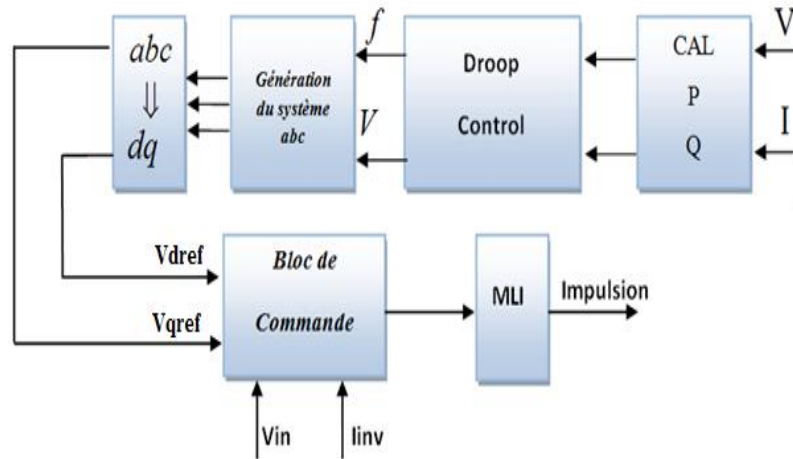 abc
⇓
dq
Génération
du système
abc
f
V
Droop
Control
CAL
P
Q
V
I
Vdref
Vqref
Bloc de
Commande
MLI
Impulsion
Vin
Iinv